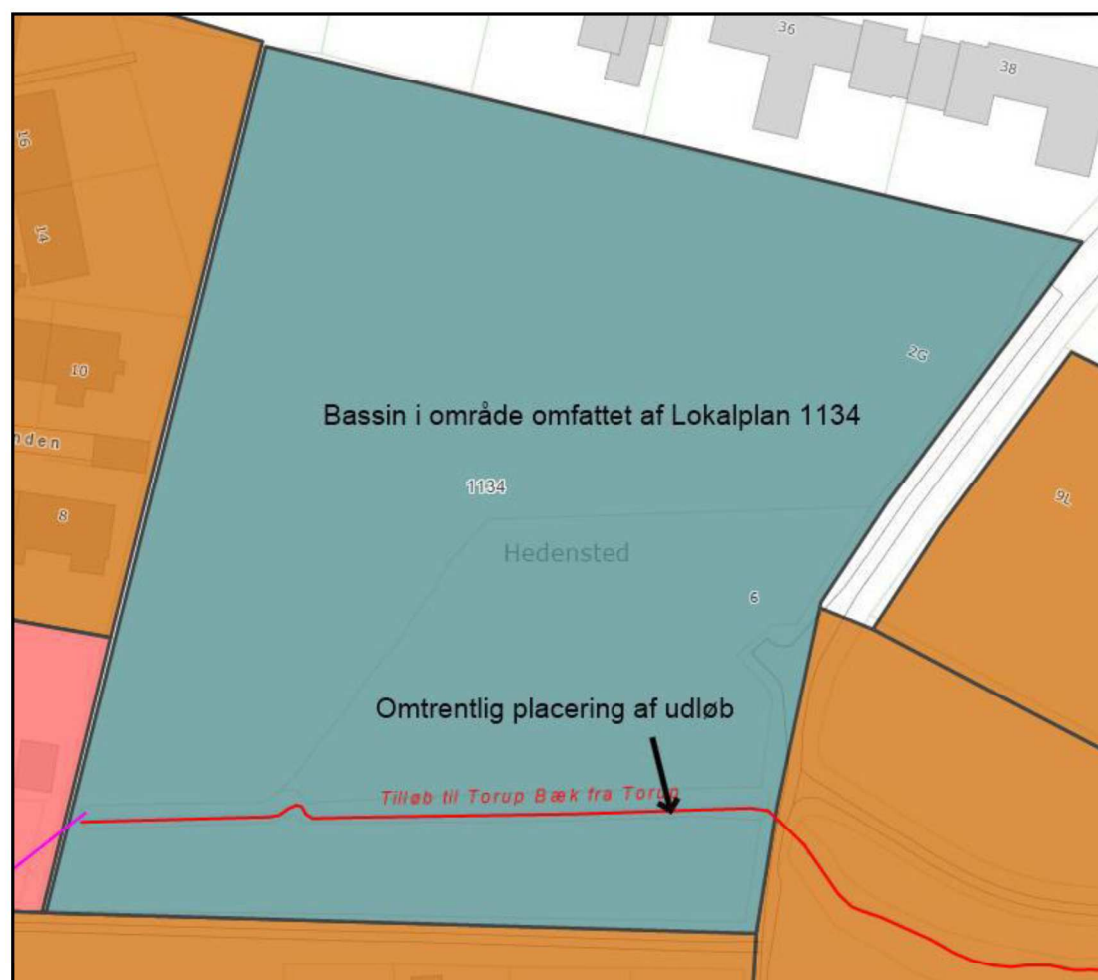 36
38
16
14
2G
10
Bassin i område omfattet af Lokalplan 1134
nden
1134
9L
8
Hedensted
6
Omtrentlig placering af udløb
Tilløb til Torup Bæk fra Torup